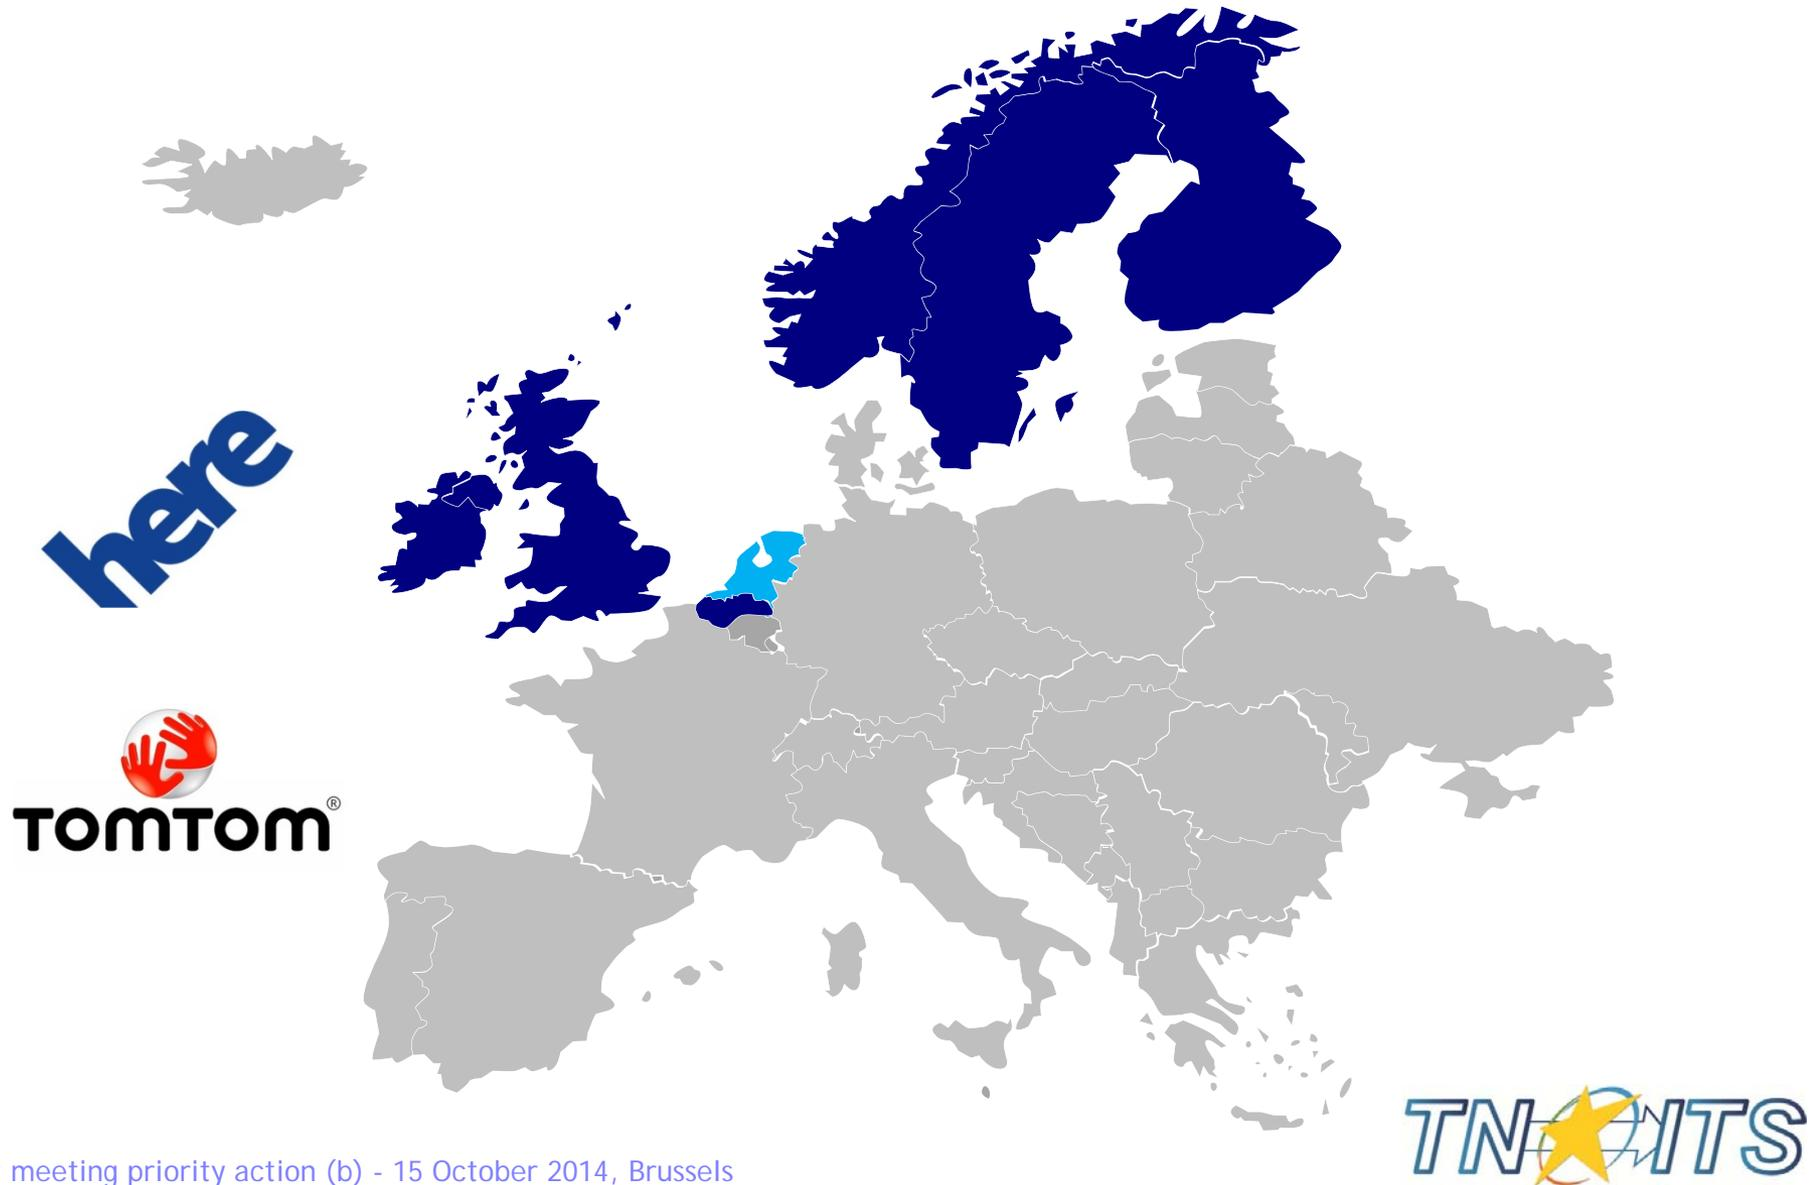 here
TOMTOM®
TN ITS
meeting priority action (b) - 15 October 2014, Brussels